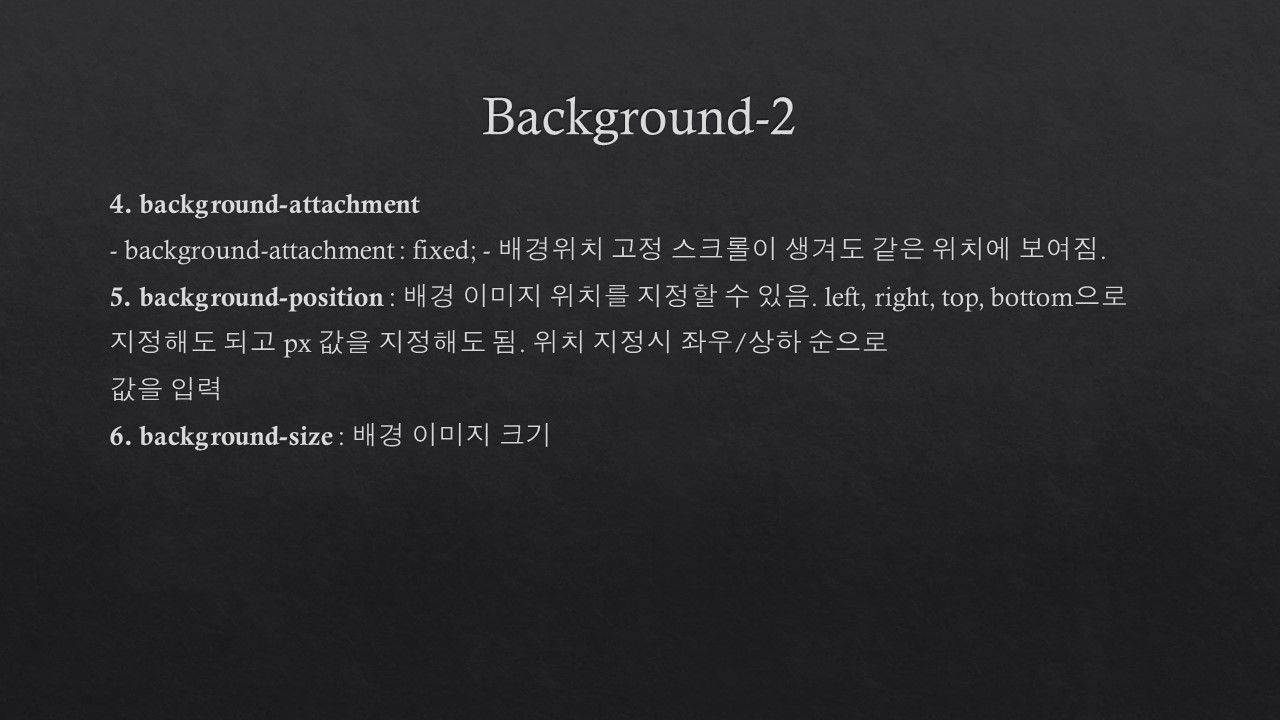 Background-2
4. background-attachment
- background-attachment : fixed; - 배경위치 고정 스크롤이 생겨도 같은 위치에 보여짐.
5. background-position : 배경 이미지 위치를 지정할 수 있음. left, right, top, bottom으로
지정해도 되고 px 값을 지정해도 됨. 위치 지정시 좌우/상하 순으로
값을 입력
6. background-size : 배경 이미지 크기